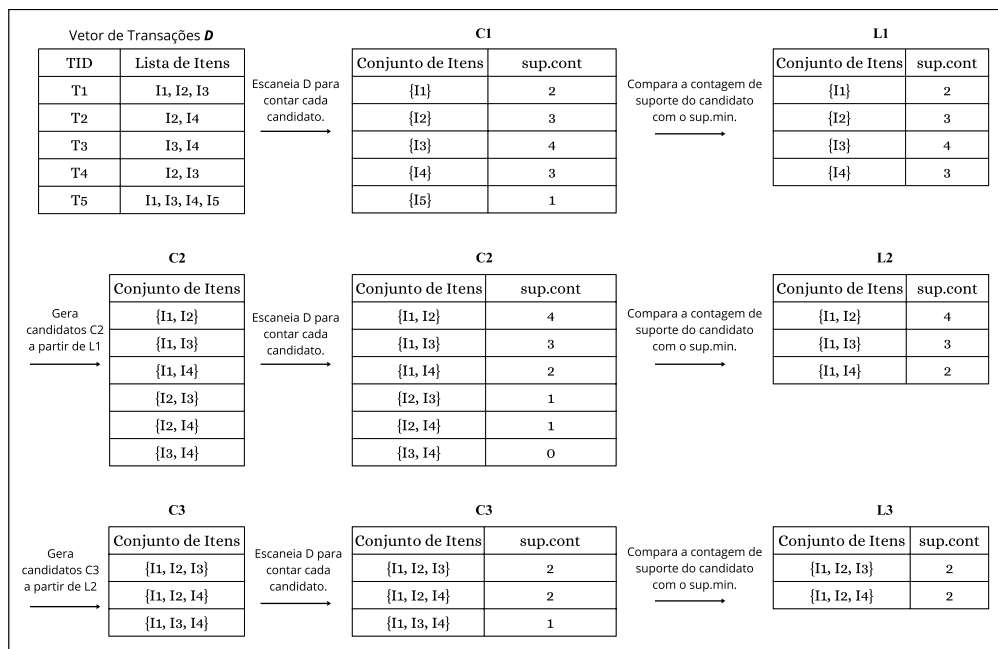 Vetor de Transações D
TID Lista de Itens
T1 I1, I2, I3
T2 I2, I4
T3 I3, I4
T4 I2, I3
T5 I1, I3, I4, I5
Escaneia D para
contar cada
candidato.
C1
Conjunto de Itens sup.cont
{I1} 2
{I2} 3
{I3} 4
{I4} 3
{I5} 1
Compara a contagem de
suporte do candidato
com o sup.min.
L1
Conjunto de Itens sup.cont
{I1} 2
{I2} 3
{I3} 4
{I4} 3
Gera
candidatos C2
a partir de L1
C2
Conjunto de Itens
{I1, I2}
{I1, I3}
{I1, I4}
{I2, I3}
{I2, I4}
{I3, I4}
Escaneia D para
contar cada
candidato.
C2
Conjunto de Itens sup.cont
{I1, I2} 4
{I1, I3} 3
{I1, I4} 2
{I2, I3} 1
{I2, I4} 1
{I3, I4} 0
Compara a contagem de
suporte do candidato
com o sup.min.
L2
Conjunto de Itens sup.cont
{I1, I2} 4
{I1, I3} 3
{I1, I4} 2
Gera
candidatos C3
a partir de L2
C3
Conjunto de Itens
{I1, I2, I3}
{I1, I2, I4}
{I1, I3, I4}
Escaneia D para
contar cada
candidato.
C3
Conjunto de Itens sup.cont
{I1, I2, I3} 2
{I1, I2, I4} 2
{I1, I3, I4} 1
Compara a contagem de
suporte do candidato
com o sup.min.
L3
Conjunto de Itens sup.cont
{I1, I2, I3} 2
{I1, I2, I4} 2